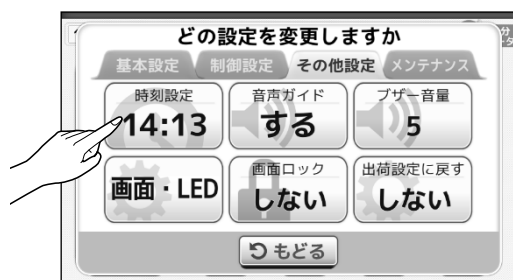 どの設定を変更しますか
基本設定 制御設定 その他設定 メンテナンス
時刻設定 音声ガイド ブザー音量
14:13 する 5
画面・LED 画面ロック 出荷設定に戻す
しない しない
もどる